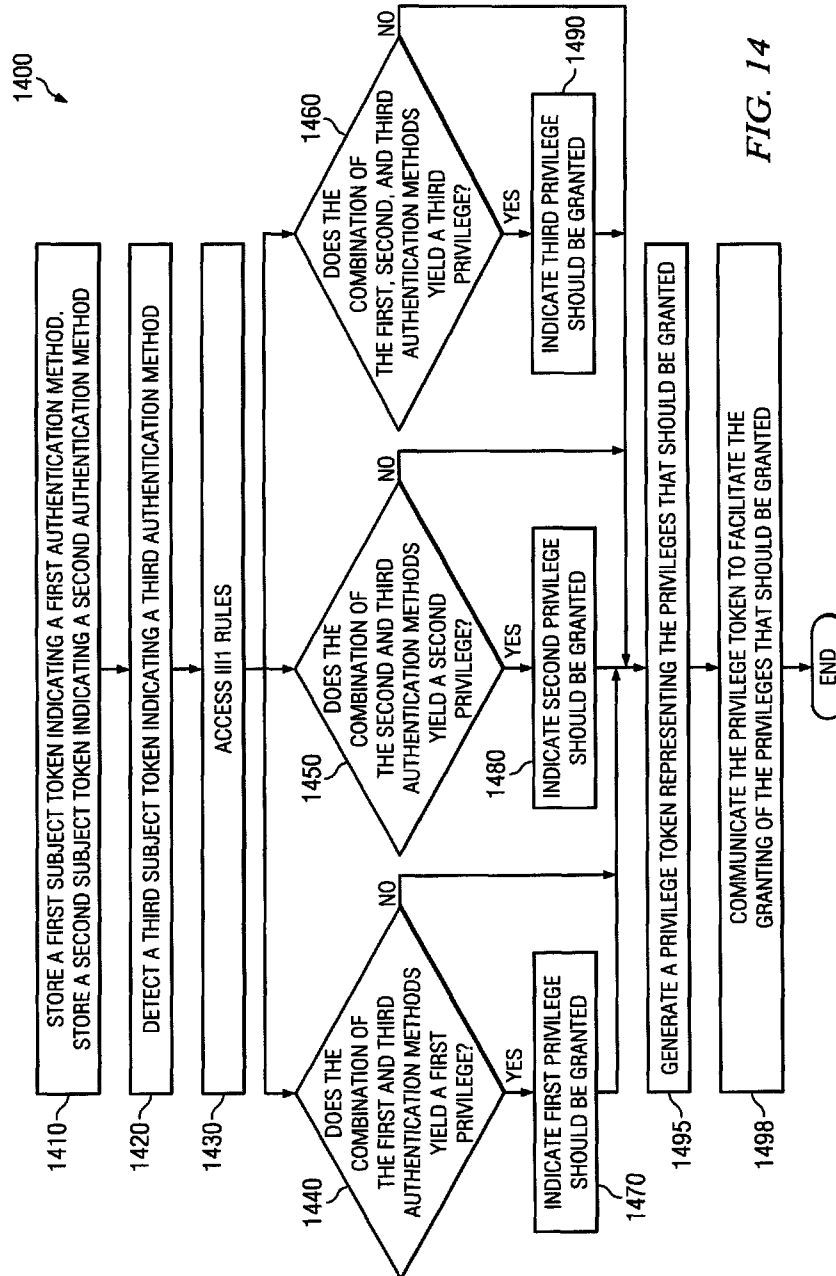 1400
STORE A FIRST SUBJECT TOKEN INDICATING A FIRST AUTHENTICATION METHOD.
STORE A SECOND SUBJECT TOKEN INDICATING A SECOND AUTHENTICATION METHOD
1410
DETECT A THIRD SUBJECT TOKEN INDICATING A THIRD AUTHENTICATION METHOD
1420
ACCESS III1 RULES
1430
DOES THE
COMBINATION OF
THE FIRST AND THIRD
AUTHENTICATION METHODS
YIELD A FIRST
PRIVILEGE?
1440
NO
YES
INDICATE FIRST PRIVILEGE
SHOULD BE GRANTED
1470
DOES THE
COMBINATION OF
THE SECOND AND THIRD
AUTHENTICATION METHODS
YIELD A SECOND
PRIVILEGE?
1450
NO
YES
INDICATE SECOND PRIVILEGE
SHOULD BE GRANTED
1480
DOES THE
COMBINATION OF
THE FIRST, SECOND, AND THIRD
AUTHENTICATION METHODS
YIELD A THIRD
PRIVILEGE?
1460
NO
YES
INDICATE THIRD PRIVILEGE
SHOULD BE GRANTED
1490
GENERATE A PRIVILEGE TOKEN REPRESENTING THE PRIVILEGES THAT SHOULD BE GRANTED
1495
COMMUNICATE THE PRIVILEGE TOKEN TO FACILITATE THE
GRANTING OF THE PRIVILEGES THAT SHOULD BE GRANTED
1498
END
FIG. 14